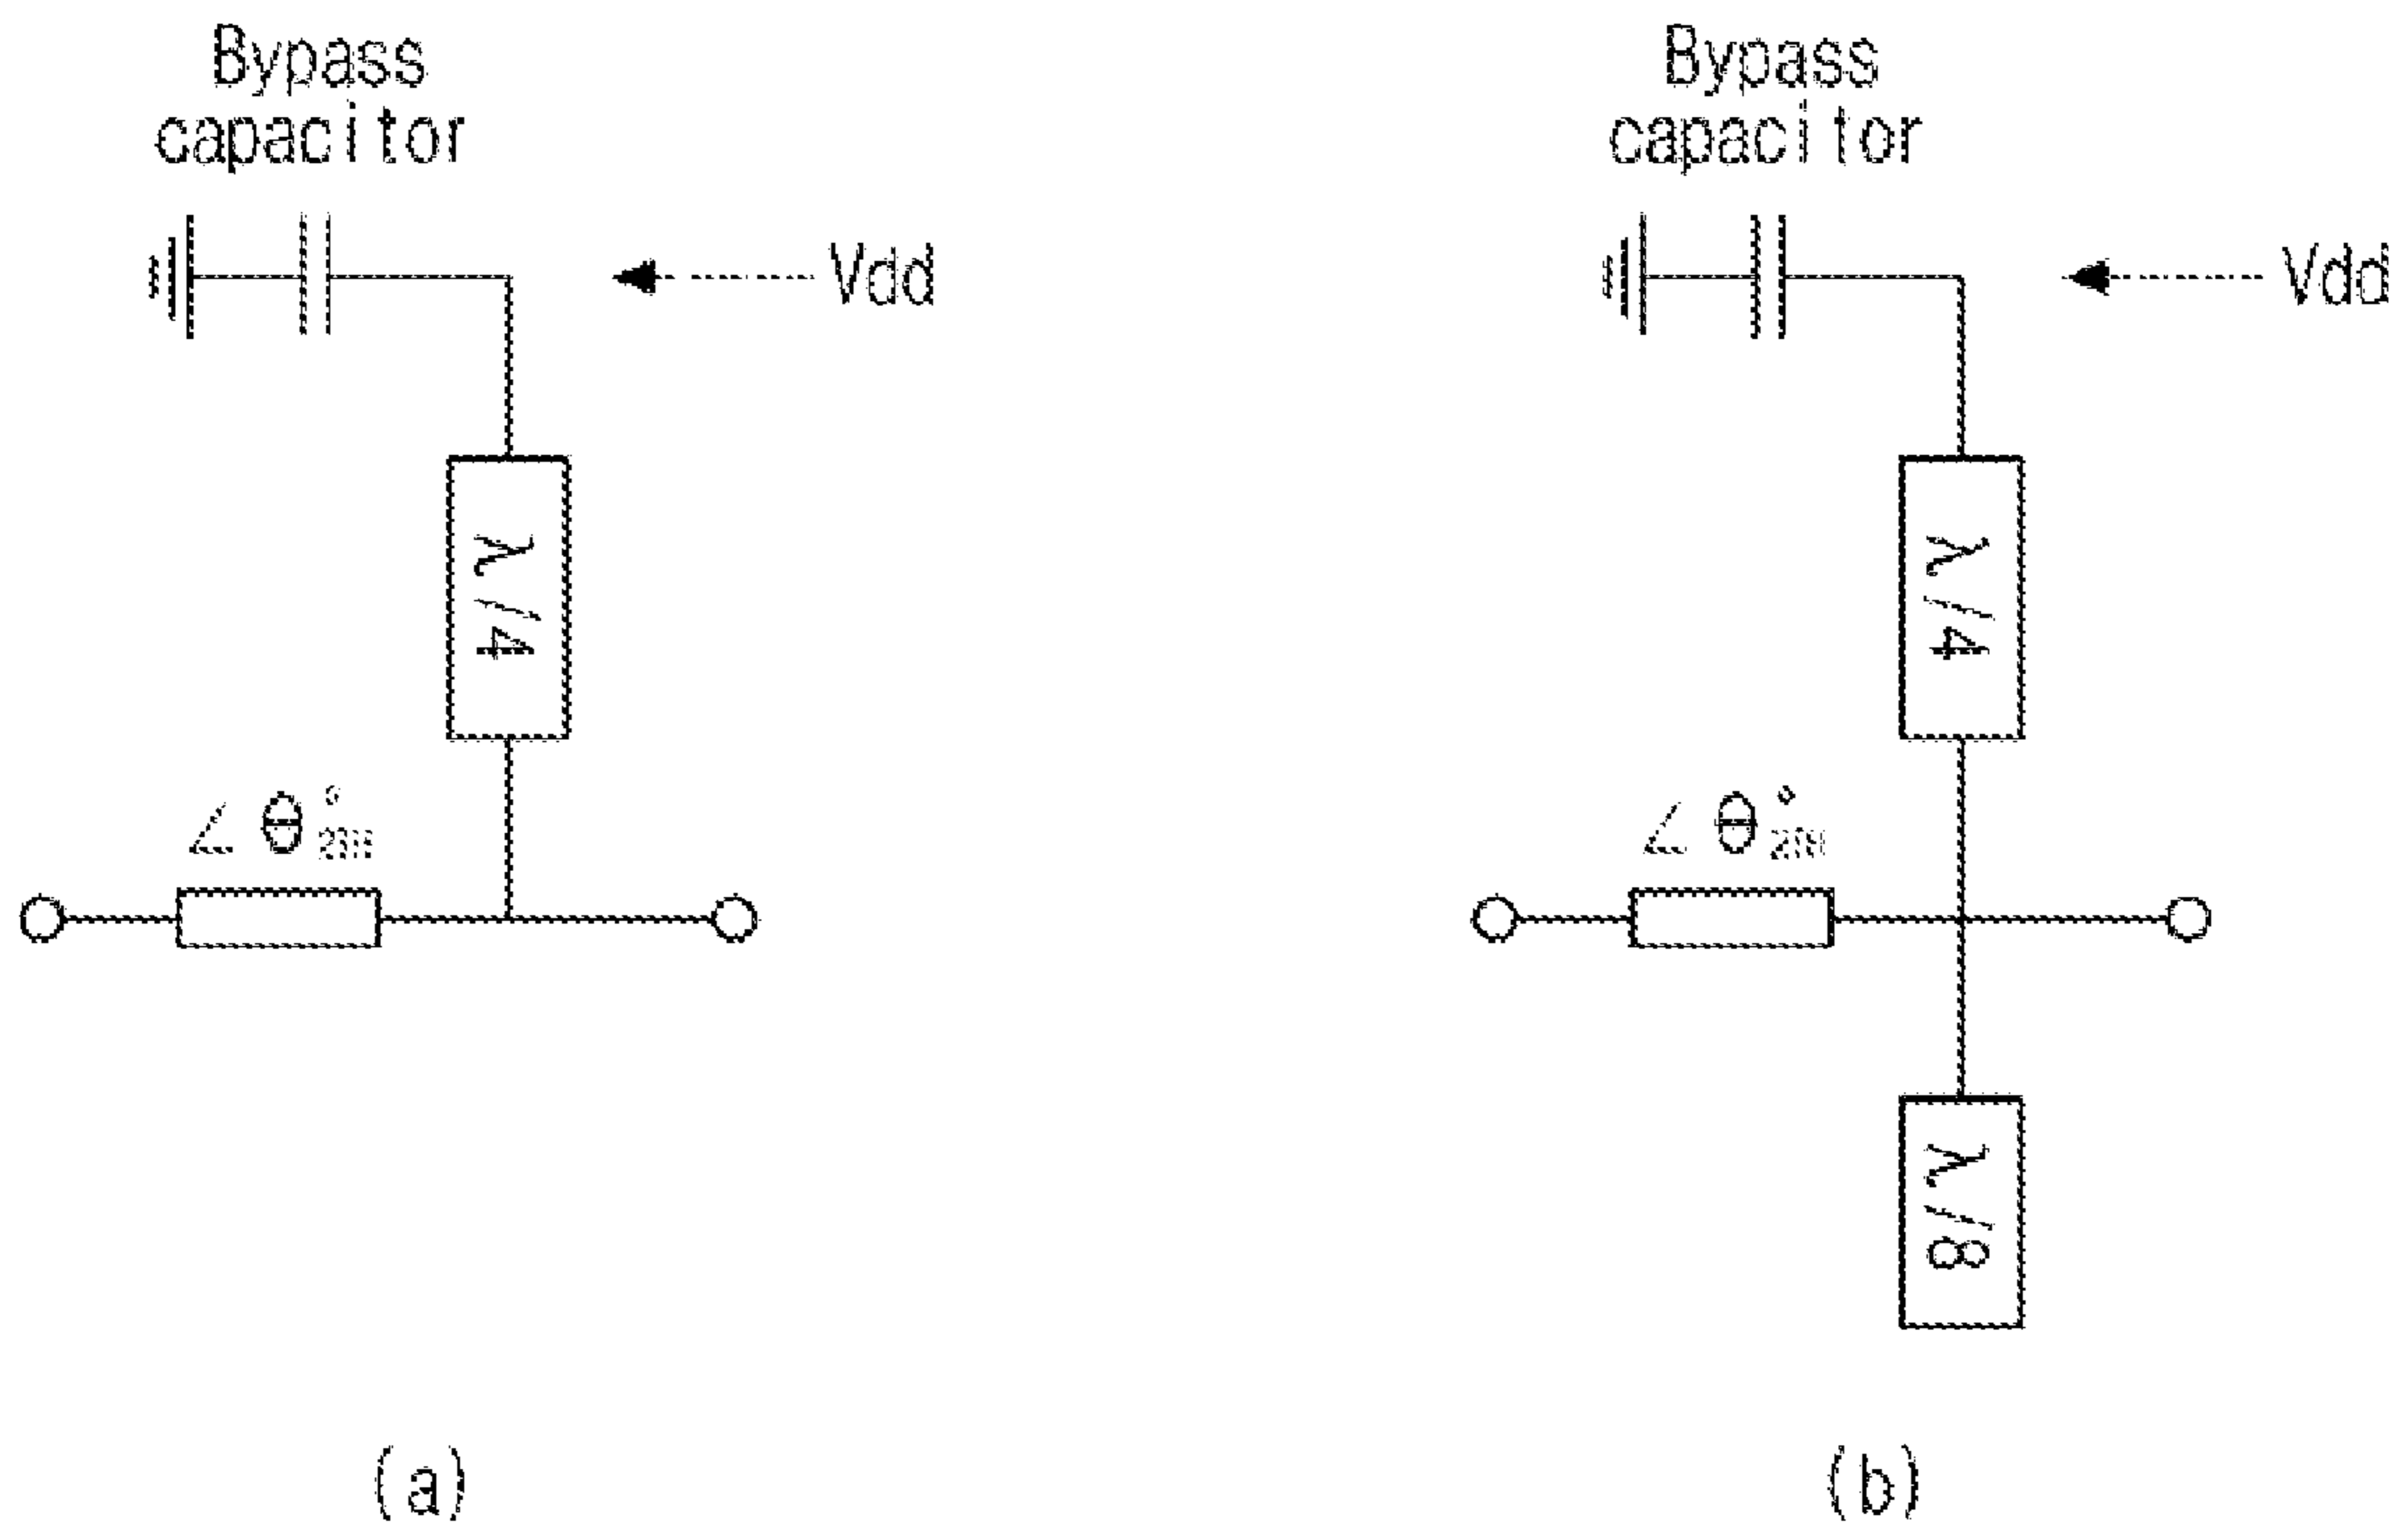 Bypass
capacitor
Vdd
λ/4
∠θ°
(a)
Bypass
capacitor
Vdd
λ/4
∠θ°
λ/8
(b)